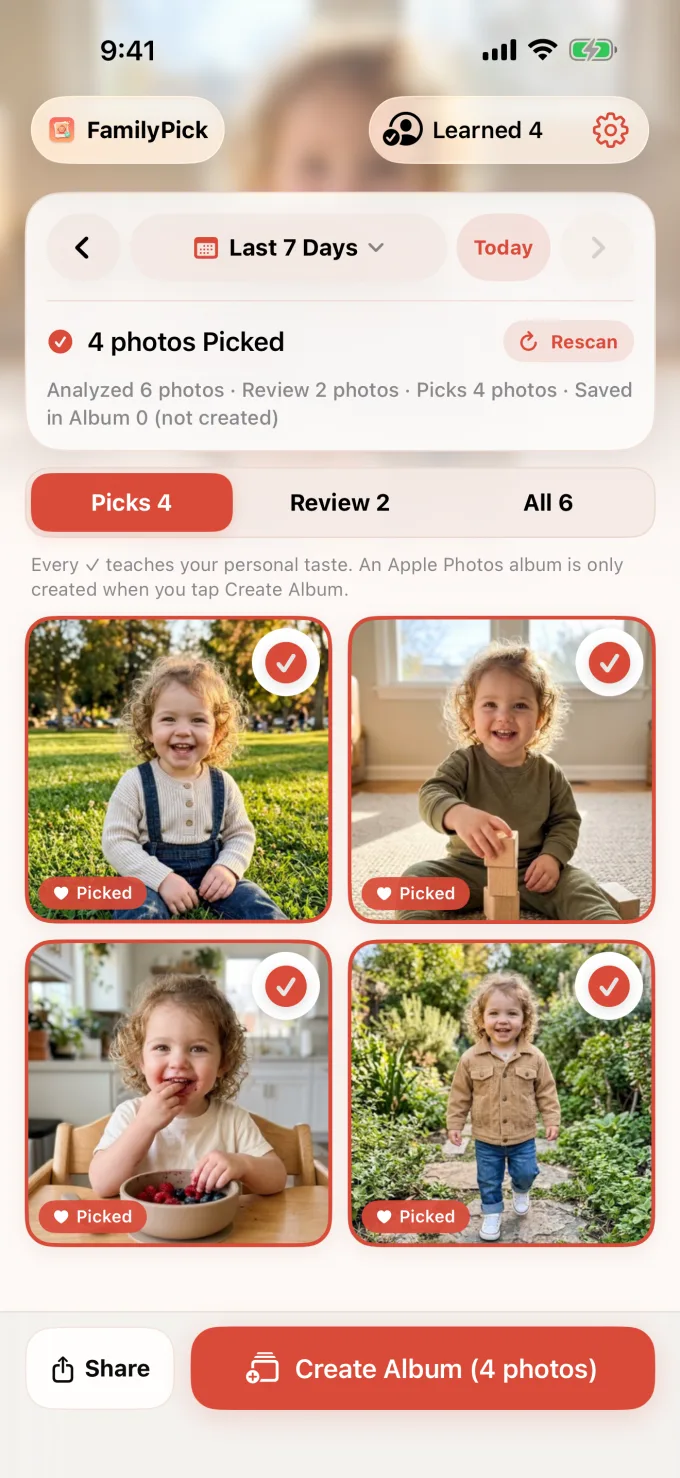 9:41
FamilyPick
Learned 4
Last 7 Days
Today
4 photos Picked
Rescan
Analyzed 6 photos · Review 2 photos · Picks 4 photos · Saved
in Album 0 (not created)
Picks 4
Review 2
All 6
Every ✓ teaches your personal taste. An Apple Photos album is only
created when you tap Create Album.
Picked
Picked
Picked
Picked
Share
Create Album (4 photos)